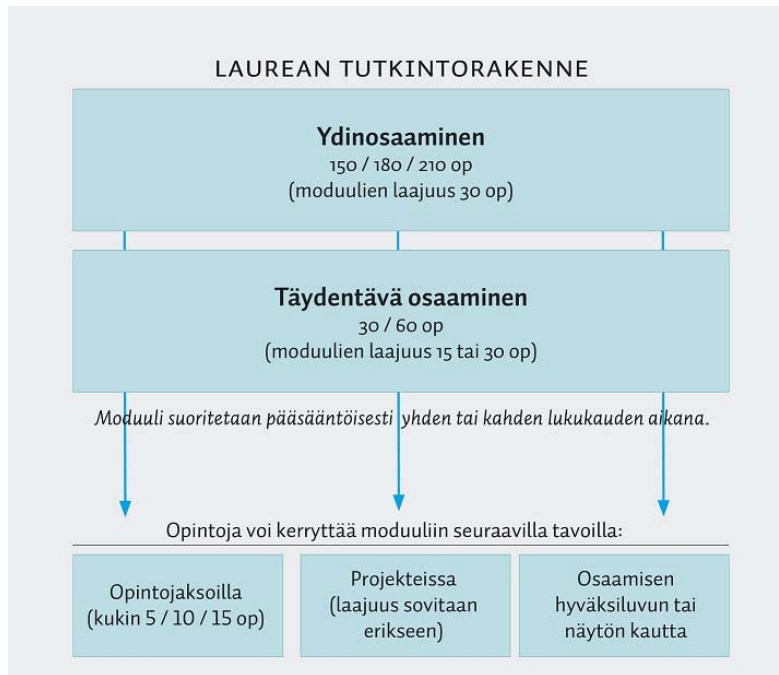 LAUREAN TUTKINTORAKENNE
Ydinosaaminen
150 / 180 / 210 op
(moduulien laajuus 30 op)
Täydentävä osaaminen
30 / 60 op
(moduulien laajuus 15 tai 30 op)
Moduuli suoritetaan pääsääntöisesti yhden tai kahden lukukauden aikana.
Opintoja voi kerryttää moduuliin seuraavilla tavoilla:
Opintojaksoilla
(kukin 5 / 10 / 15 op)
Projekteissa
(laajuus sovitaan
erikseen)
Osaamisen
hyväksiluvun tai
näytön kautta